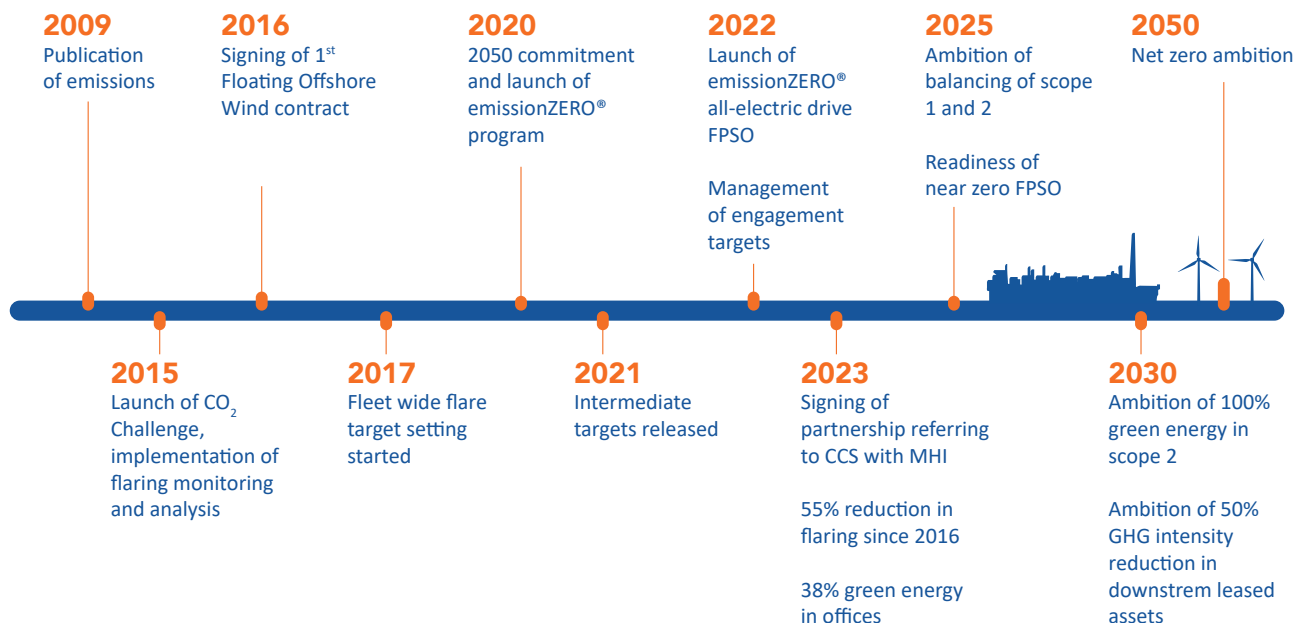 2009
Publication
of emissions
2016
Signing of 1st
Floating Offshore
Wind contract
2020
2050 commitment
and launch of
emissionZERO®
program
2022
Launch of
emissionZERO®
all-electric drive
FPSO
Management
of engagement
targets
2025
Ambition of
balancing of scope
1 and 2
Readiness of
near zero FPSO
2050
Net zero ambition
2015
Launch of CO2
Challenge,
implementation of
flaring monitoring
and analysis
2017
Fleet wide flare
target setting
started
2021
Intermediate
targets released
2023
Signing of
partnership referring
to CCS with MHI
55% reduction in
flaring since 2016
38% green energy
in offices
2030
Ambition of 100%
green energy in
scope 2
Ambition of 50%
GHG intensity
reduction in
downstrem leased
assets